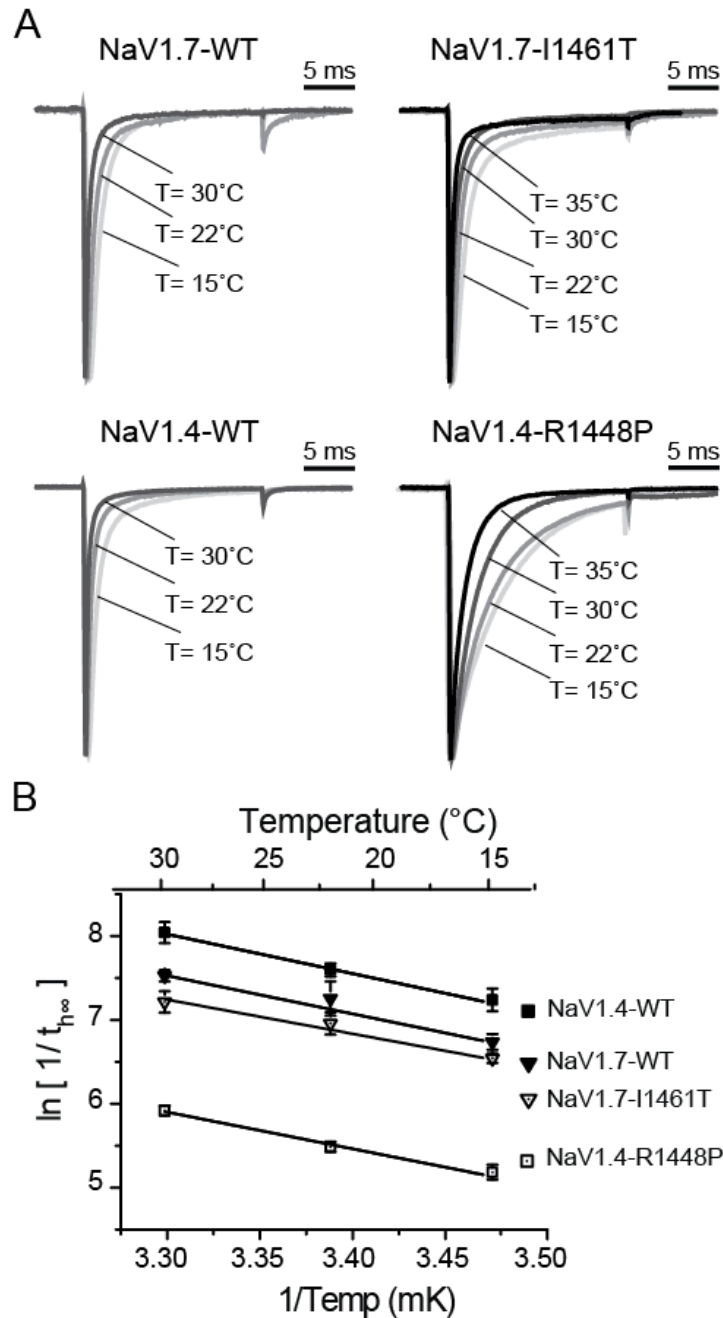 A
NaV1.7-WT
5 ms
T= 30°C
T= 22°C
T= 15°C
NaV1.7-I1461T
5 ms
T= 35°C
T= 30°C
T= 22°C
T= 15°C
NaV1.4-WT
5 ms
T= 30°C
T= 22°C
T= 15°C
NaV1.4-R1448P
5 ms
T= 35°C
T= 30°C
T= 22°C
T= 15°C
B
Temperature (°C)
30 25 20 15
ln [ 1/ t_h∞ ]
8
7
6
5
NaV1.4-WT
NaV1.7-WT
NaV1.7-I1461T
NaV1.4-R1448P
3.30 3.35 3.40 3.45 3.50
1/Temp (mK)